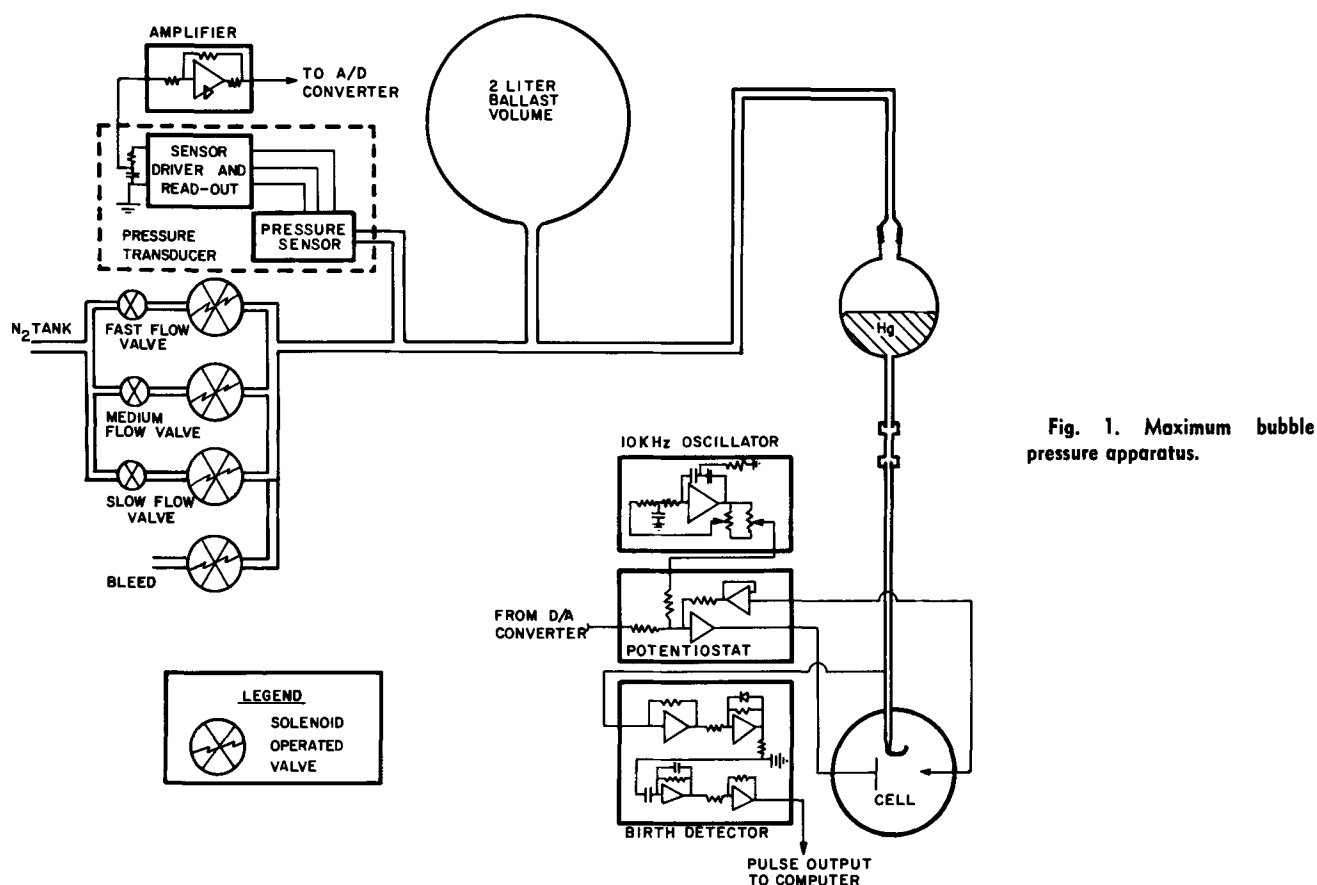 AMPLIFIER
TO A/D
CONVERTER
SENSOR
DRIVER AND
READ-OUT
PRESSURE
TRANSDUCER
PRESSURE
SENSOR
2 LITER
BALLAST
VOLUME
N2 TANK
FAST FLOW
VALVE
MEDIUM
FLOW VALVE
SLOW FLOW
VALVE
BLEED
LEGEND
SOLENOID
OPERATED
VALVE
Hg
10KHz OSCILLATOR
FROM D/A
CONVERTER
POTENTIOSTAT
BIRTH DETECTOR
CELL
PULSE OUTPUT
TO COMPUTER
Fig. 1. Maximum bubble
pressure apparatus.